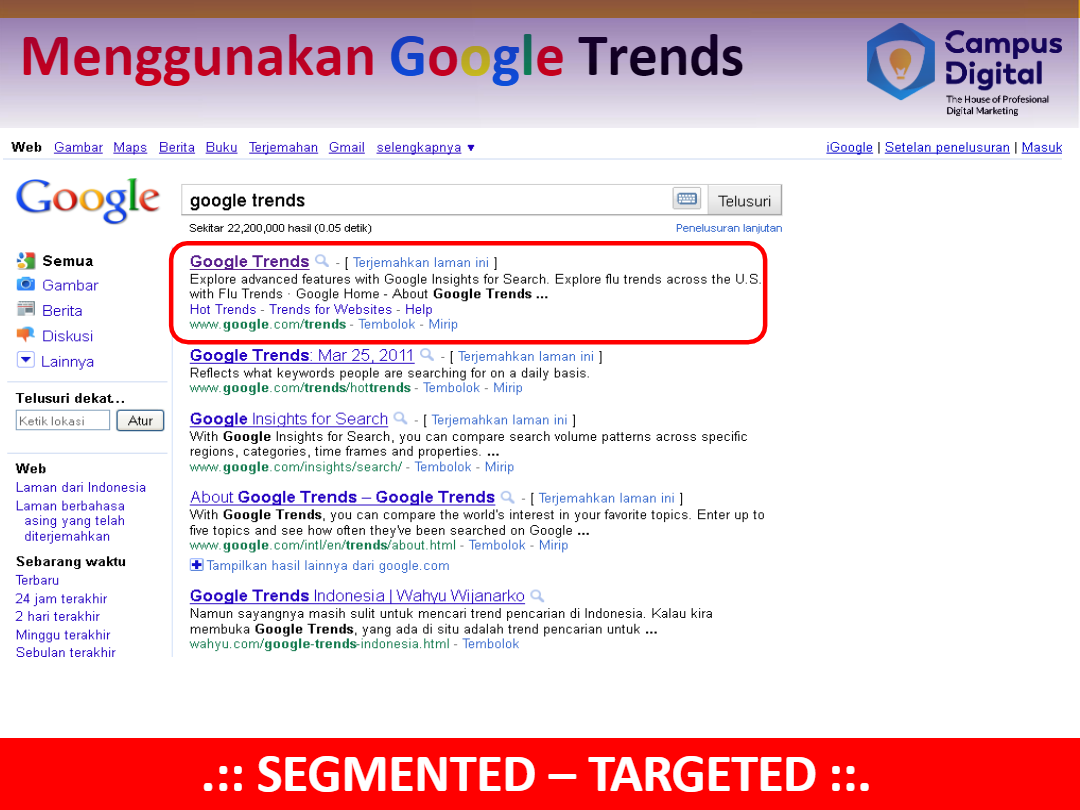 Menggunakan Google Trends
Campus
Digital
The House of Profesional
Digital Marketing
Web Gambar Maps Berita Buku Terjemahan Gmail selengkapnya ▼
iGoogle | Setelan penelusuran | Masuk
Google
google trends
Telusuri
Sekitar 22,200,000 hasil (0.05 detik)
Penelusuran lanjutan
Semua
Gambar
Berita
Diskusi
Lainnya
Telusuri dekat...
Ketik lokasi
Atur
Web
Laman dari Indonesia
Laman berbahasa
asing yang telah
diterjemahkan
Sebarang waktu
Terbaru
24 jam terakhir
2 hari terakhir
Minggu terakhir
Sebulan terakhir
Google Trends - [ Terjemahkan laman ini ]
Explore advanced features with Google Insights for Search. Explore flu trends across the U.S.
with Flu Trends · Google Home - About Google Trends ...
Hot Trends - Trends for Websites - Help
www.google.com/trends - Tembolok - Mirip
Google Trends: Mar 25, 2011 - [ Terjemahkan laman ini ]
Reflects what keywords people are searching for on a daily basis.
www.google.com/trends/hottrends - Tembolok - Mirip
Google Insights for Search - [ Terjemahkan laman ini ]
With Google Insights for Search, you can compare search volume patterns across specific
regions, categories, time frames and properties. ...
www.google.com/insights/search/ - Tembolok - Mirip
About Google Trends – Google Trends - [ Terjemahkan laman ini ]
With Google Trends, you can compare the world's interest in your favorite topics. Enter up to
five topics and see how often they've been searched on Google ...
www.google.com/intl/en/trends/about.html - Tembolok - Mirip
Tampilkan hasil lainnya dari google.com
Google Trends Indonesia | Wahyu Wijanarko
Namun sayangnya masih sulit untuk mencari trend pencarian di Indonesia. Kalau kira
membuka Google Trends, yang ada di situ adalah trend pencarian untuk ...
wahyu.com/google-trends-indonesia.html - Tembolok
.:: SEGMENTED – TARGETED ::.